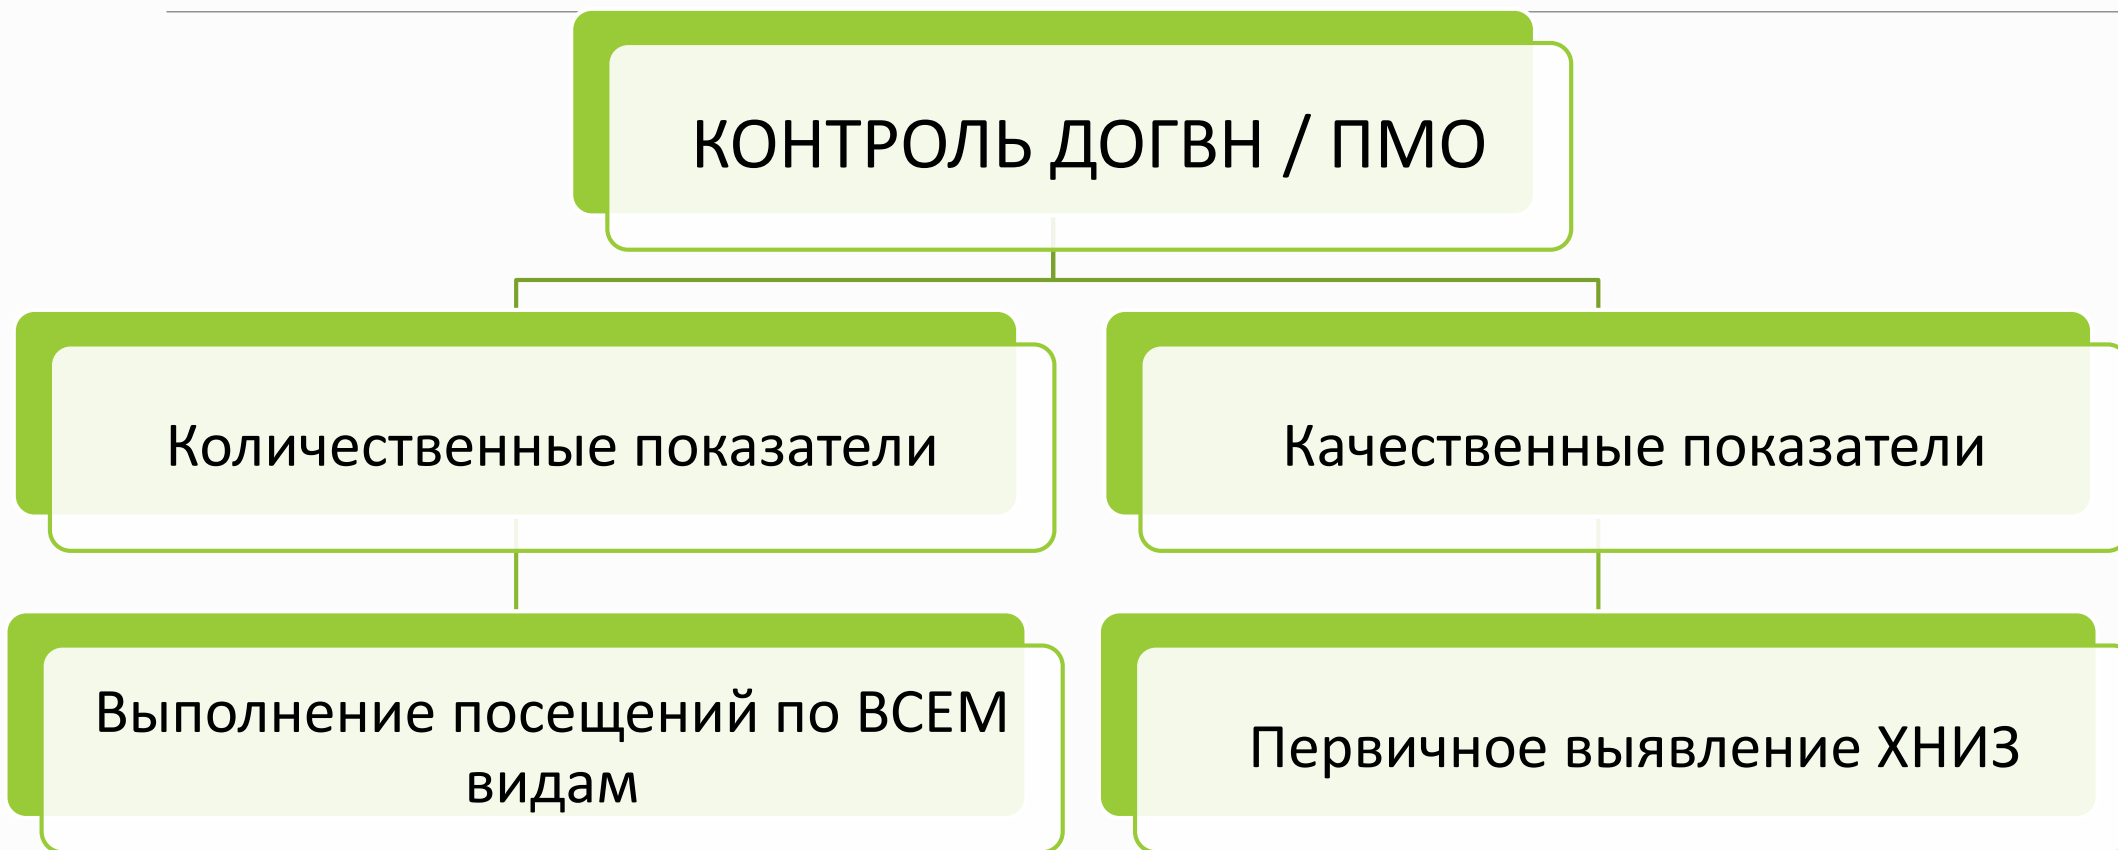 КОНТРОЛЬ ДОГВН / ПМО
Количественные показатели
Качественные показатели
Выполнение посещений по ВСЕМ
видам
Первичное выявление ХНИЗ